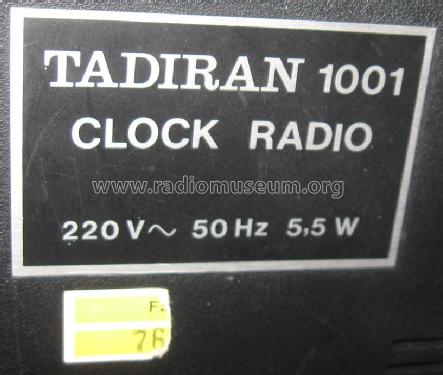 TADIRAN 1001
CLOCK RADIO
www.radiomuseum.org
220 V~ 50 Hz 5,5 W
76